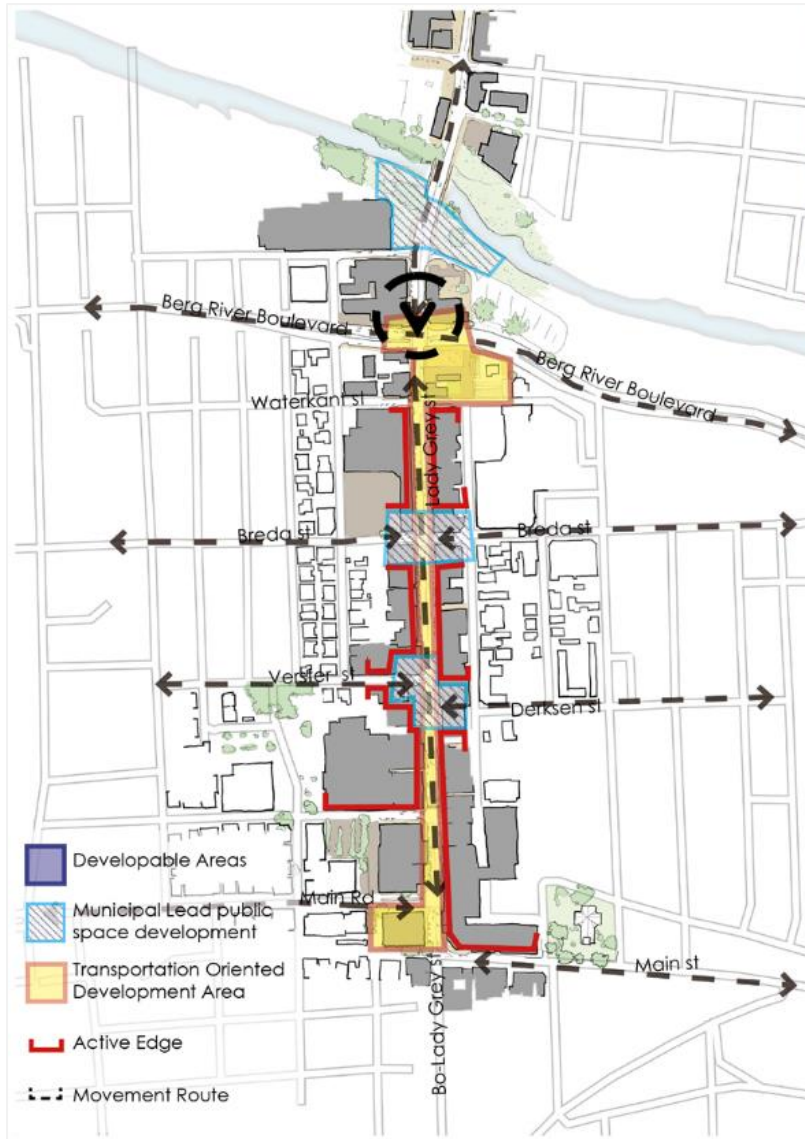 Berg River Boulevard
Berg River Boulevard
Waterkant st
Lady Grey st
Breda st
Breda st
Verster st
Derksen st
Developable Areas
Municipal Lead public
space development
Main Rd
Transportation Oriented
Development Area
Main st
Bo-Lady Grey st
Active Edge
Movement Route